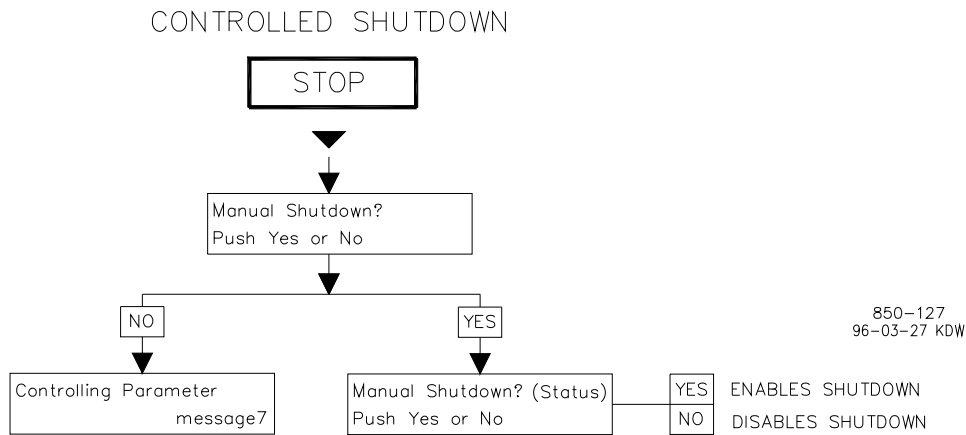 CONTROLLED SHUTDOWN
STOP
Manual Shutdown?
Push Yes or No
NO
YES
850-127
96-03-27 KDW
Controlling Parameter
message7
Manual Shutdown? (Status)
Push Yes or No
YES ENABLES SHUTDOWN
NO DISABLES SHUTDOWN